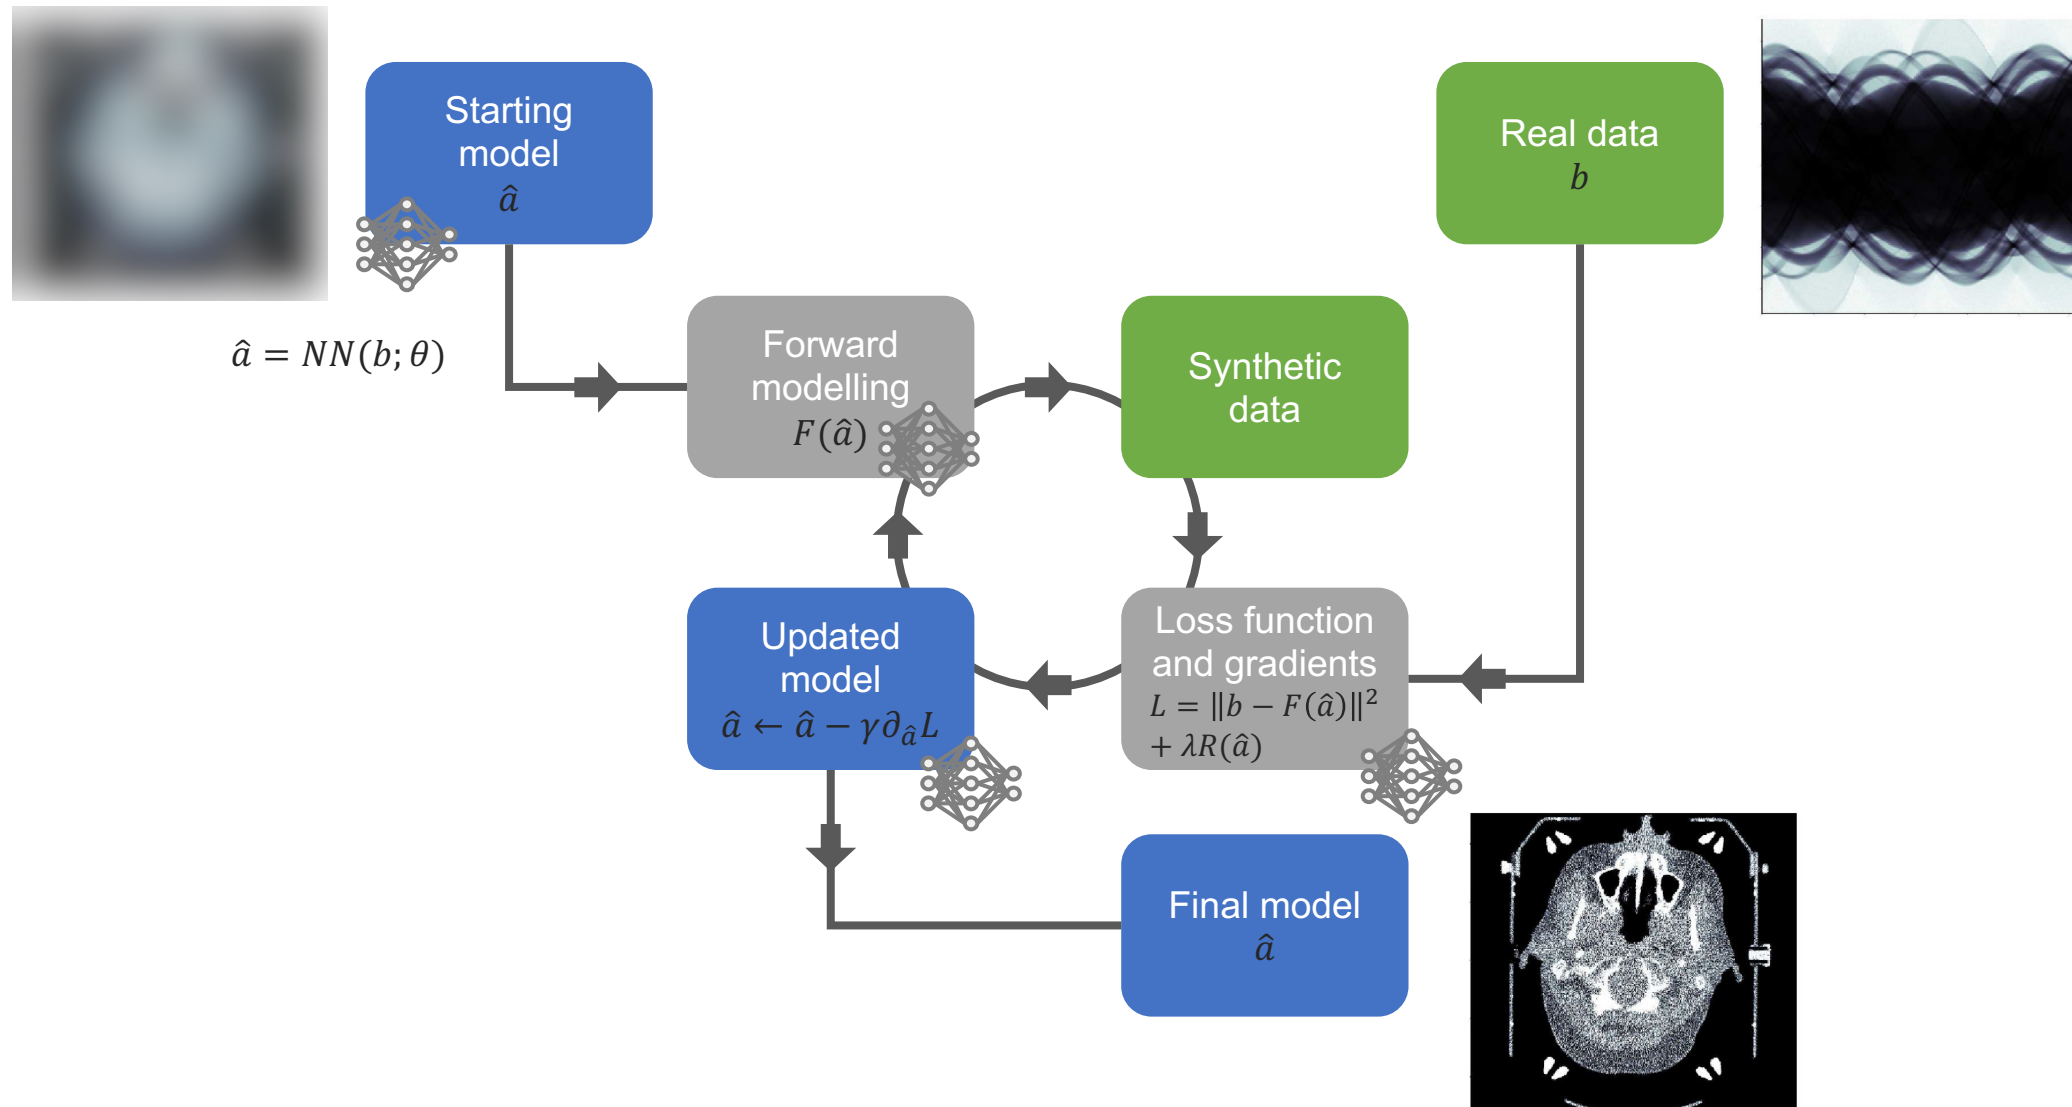 Starting
model
â
Real data
b
â = NN(b; θ)
Forward
modelling
F(â)
Synthetic
data
Updated
model
â ← â − γ∂_â L
Loss function
and gradients
L = ‖b − F(â)‖²
+ λR(â)
Final model
â